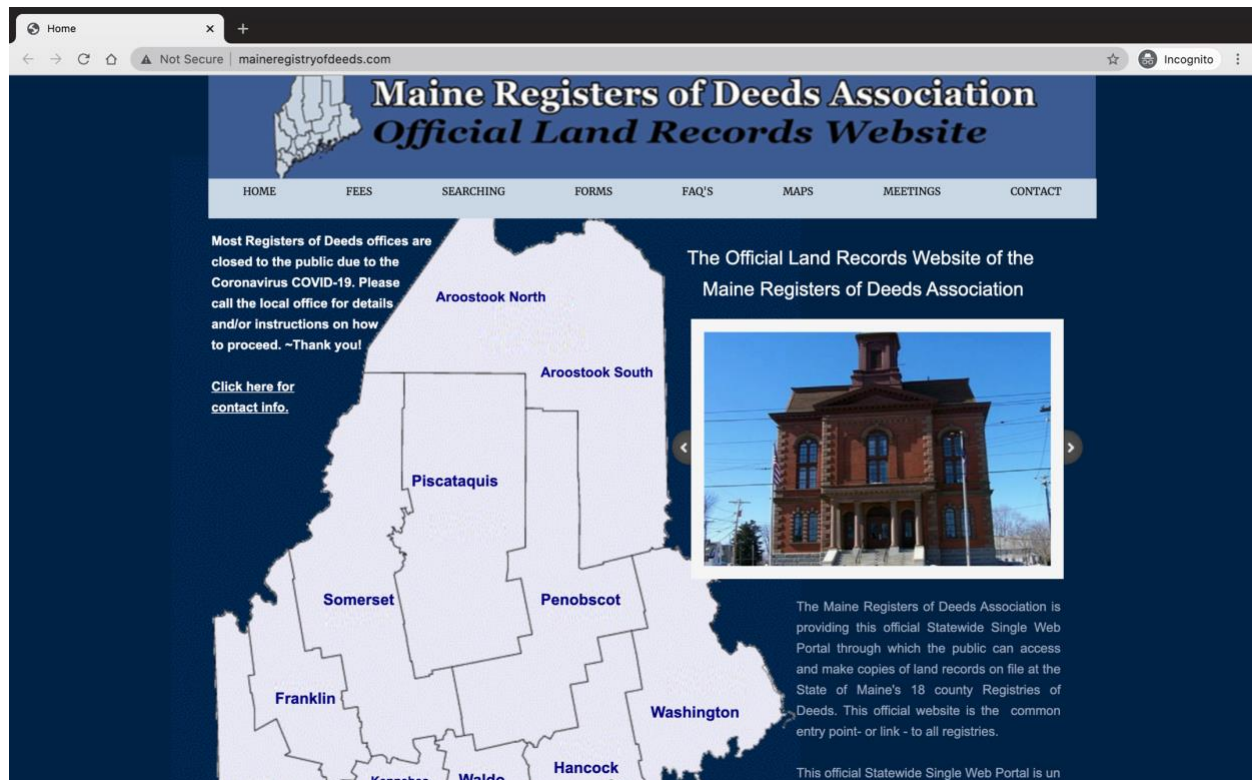 Home
Not Secure | maineregistryofdeeds.com
Incognito
Maine Registers of Deeds Association
Official Land Records Website
HOME FEES SEARCHING FORMS FAQ'S MAPS MEETINGS CONTACT
Most Registers of Deeds offices are
closed to the public due to the
Coronavirus COVID-19. Please
call the local office for details
and/or instructions on how
to proceed. ~Thank you!
Click here for
contact info.
Aroostook North
Aroostook South
Piscataquis
Somerset
Penobscot
Franklin
Washington
Hancock
Waldo
Kennebec
The Official Land Records Website of the
Maine Registers of Deeds Association
The Maine Registers of Deeds Association is
providing this official Statewide Single Web
Portal through which the public can access
and make copies of land records on file at the
State of Maine's 18 county Registries of
Deeds. This official website is the common
entry point- or link - to all registries.
This official Statewide Single Web Portal is un